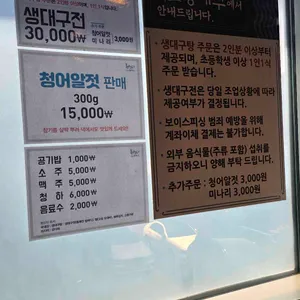 에서
안내드립니다.
생대구전
30,000₩
미나리 3,000원
청어알젓 판매
300g
15,000₩
공기밥 1,000₩
소 주 5,000₩
맥 주 5,000₩
청 하 6,000₩
음료수 2,000₩
· 생대구탕 주문은 2인분 이상부터
제공되며, 초등학생 이상 1인 1식
주문 받습니다.
· 생대구전은 당일 조업상황에 따라
제공여부가 결정됩니다.
· 보이스피싱 범죄 예방을 위해
계좌이체 결제는 불가합니다.
· 외부 음식물(주류 포함) 섭취를
금지하오니 양해 부탁 드립니다.
· 추가주문 : 청어알젓 3,000원
미나리 3,000원